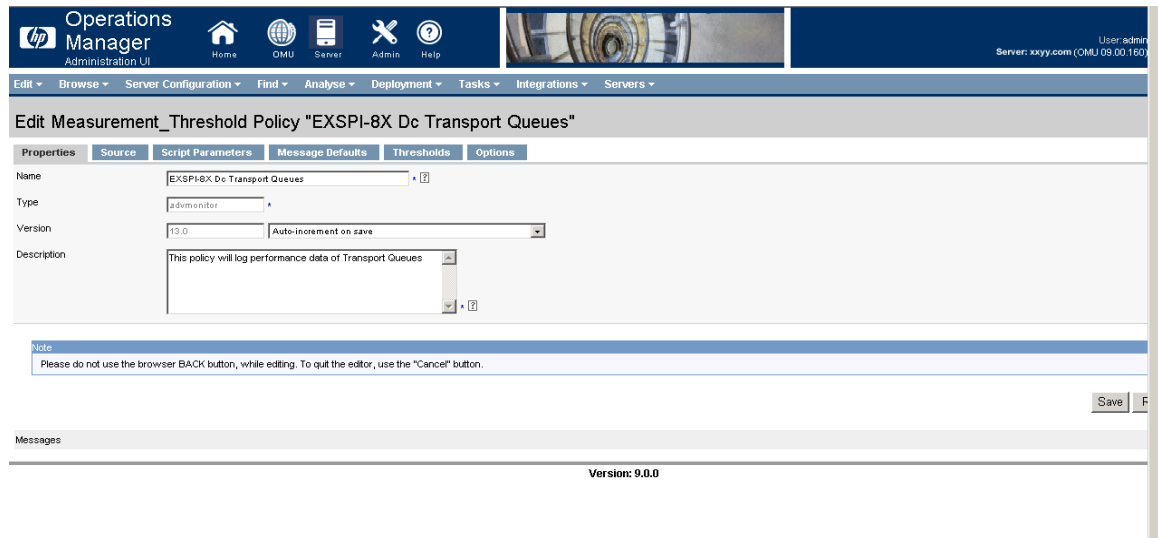 hp
Operations
Manager
Administration UI
Home
OMU
Server
Admin
Help
User:admin
Server: xxyy.com (OMU 09.00.160)
Edit Browse Server Configuration Find Analyse Deployment Tasks Integrations Servers
Edit Measurement_Threshold Policy "EXSPI-8X Dc Transport Queues"
Properties Source Script Parameters Message Defaults Thresholds Options
Name
EXSPI-8X Dc Transport Queues
* ?
Type
advmonitor
*
Version
13.0
Auto-increment on save
Description
This policy will log performance data of Transport Queues
* ?
Note
Please do not use the browser BACK button, while editing. To quit the editor, use the "Cancel" button.
Save
Messages
Version: 9.0.0